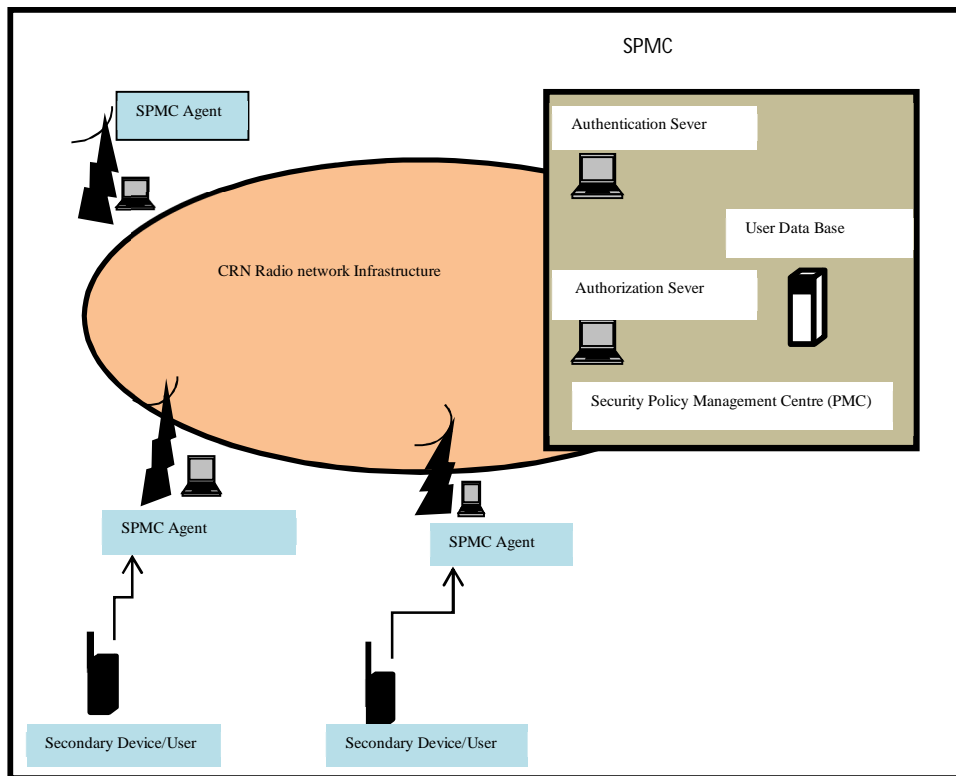 SPMC
SPMC Agent
Authentication Sever
User Data Base
CRN Radio network Infrastructure
Authorization Sever
Security Policy Management Centre (PMC)
SPMC Agent
SPMC Agent
Secondary Device/User
Secondary Device/User